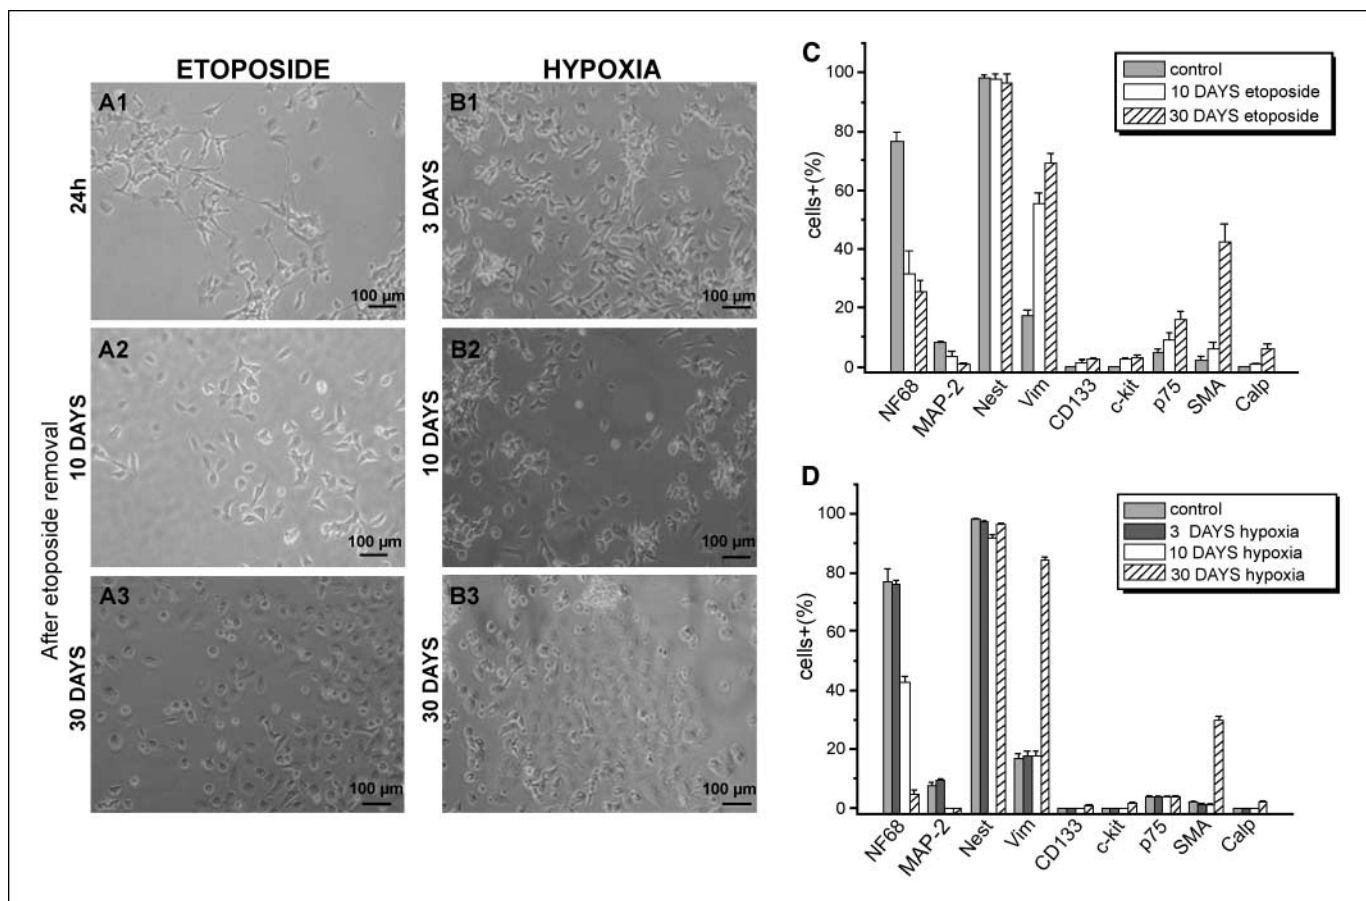 ETOPOSIDE
HYPOXIA
After etoposide removal
24h
A1
100 µm
3 DAYS
B1
100 µm
10 DAYS
A2
100 µm
10 DAYS
B2
100 µm
30 DAYS
A3
100 µm
30 DAYS
B3
100 µm
C
control
10 DAYS etoposide
30 DAYS etoposide
cells+(%)
100
80
60
40
20
0
NF68
MAP-2
Nest
Vim
CD133
c-kit
p75
SMA
Calp
D
control
3 DAYS hypoxia
10 DAYS hypoxia
30 DAYS hypoxia
cells+(%)
100
80
60
40
20
0
NF68
MAP-2
Nest
Vim
CD133
c-kit
p75
SMA
Calp